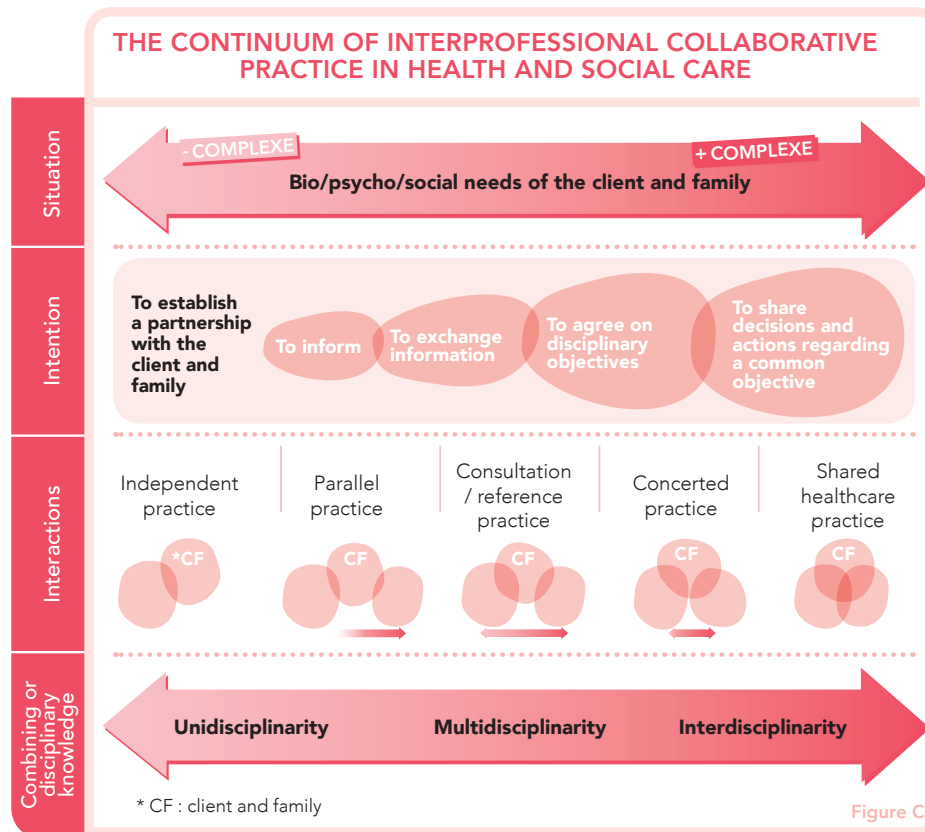 THE CONTINUUM OF INTERPROFESSIONAL COLLABORATIVE
PRACTICE IN HEALTH AND SOCIAL CARE
Situation
- COMPLEXE
+ COMPLEXE
Bio/psycho/social needs of the client and family
Intention
To establish
a partnership
with the
client and
family
To inform
To exchange
information
To agree on
disciplinary
objectives
To share
decisions and
actions regarding
a common
objective
Interactions
Independent
practice
Parallel
practice
Consultation
/ reference
practice
Concerted
practice
Shared
healthcare
practice
*CF
CF
CF
CF
CF
Combining or
disciplinary
knowledge
Unidisciplinarity
Multidisciplinarity
Interdisciplinarity
* CF : client and family
Figure C